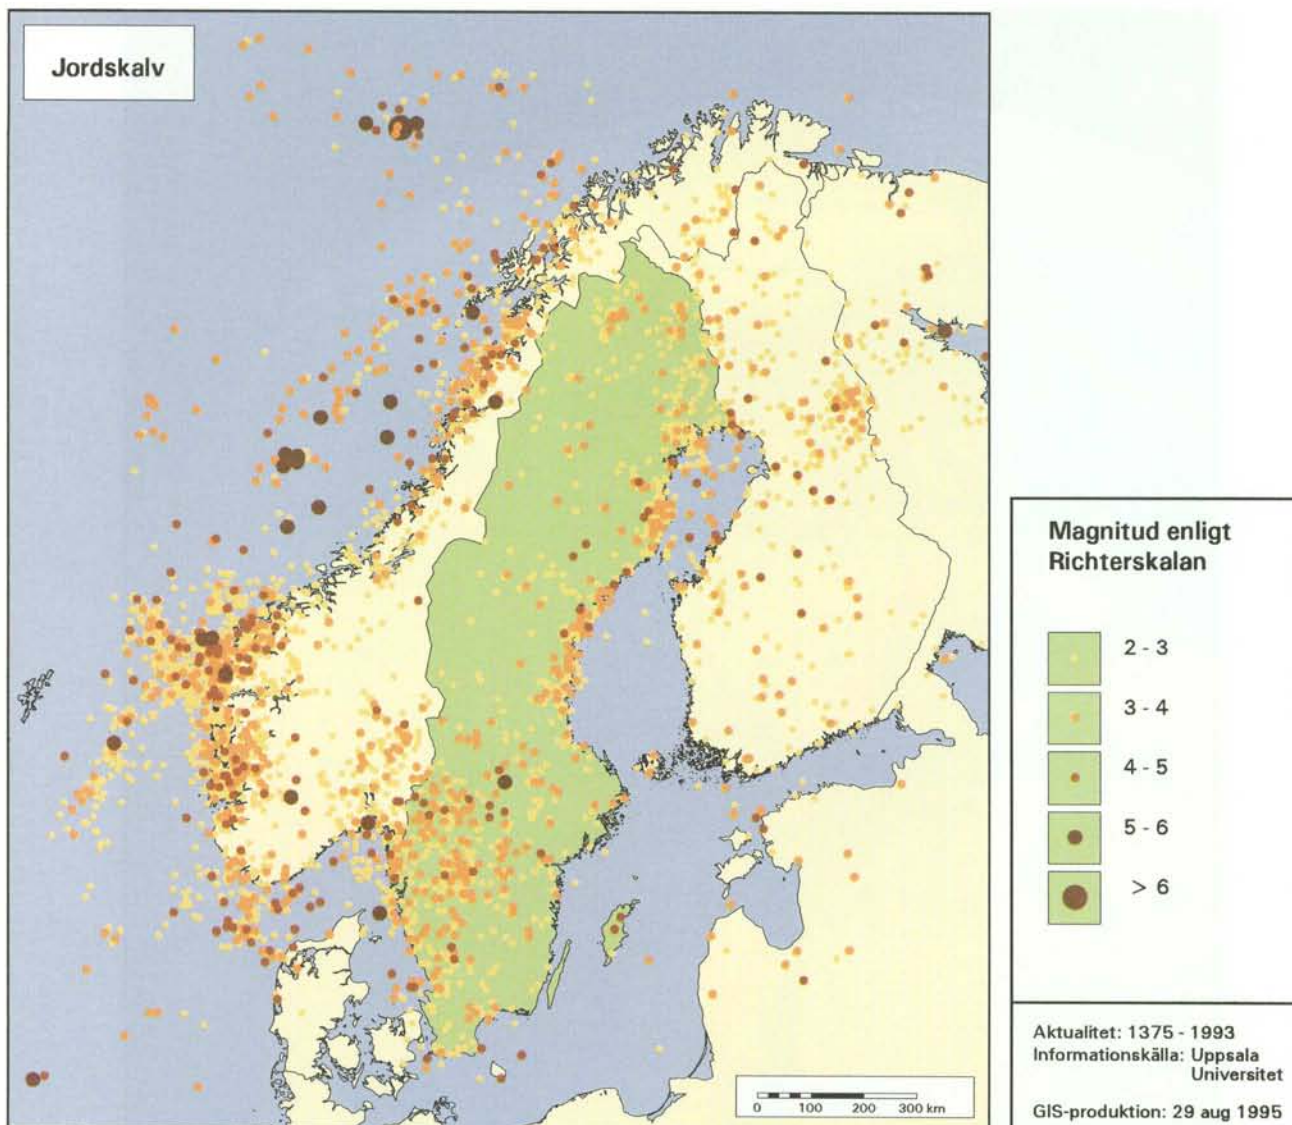 Jordskalv
Magnitud enligt
Richterskalan
2 - 3
3 - 4
4 - 5
5 - 6
> 6
Aktualitet: 1375 - 1993
Informationskälla: Uppsala
Universitet
GIS-produktion: 29 aug 1995
0 100 200 300 km